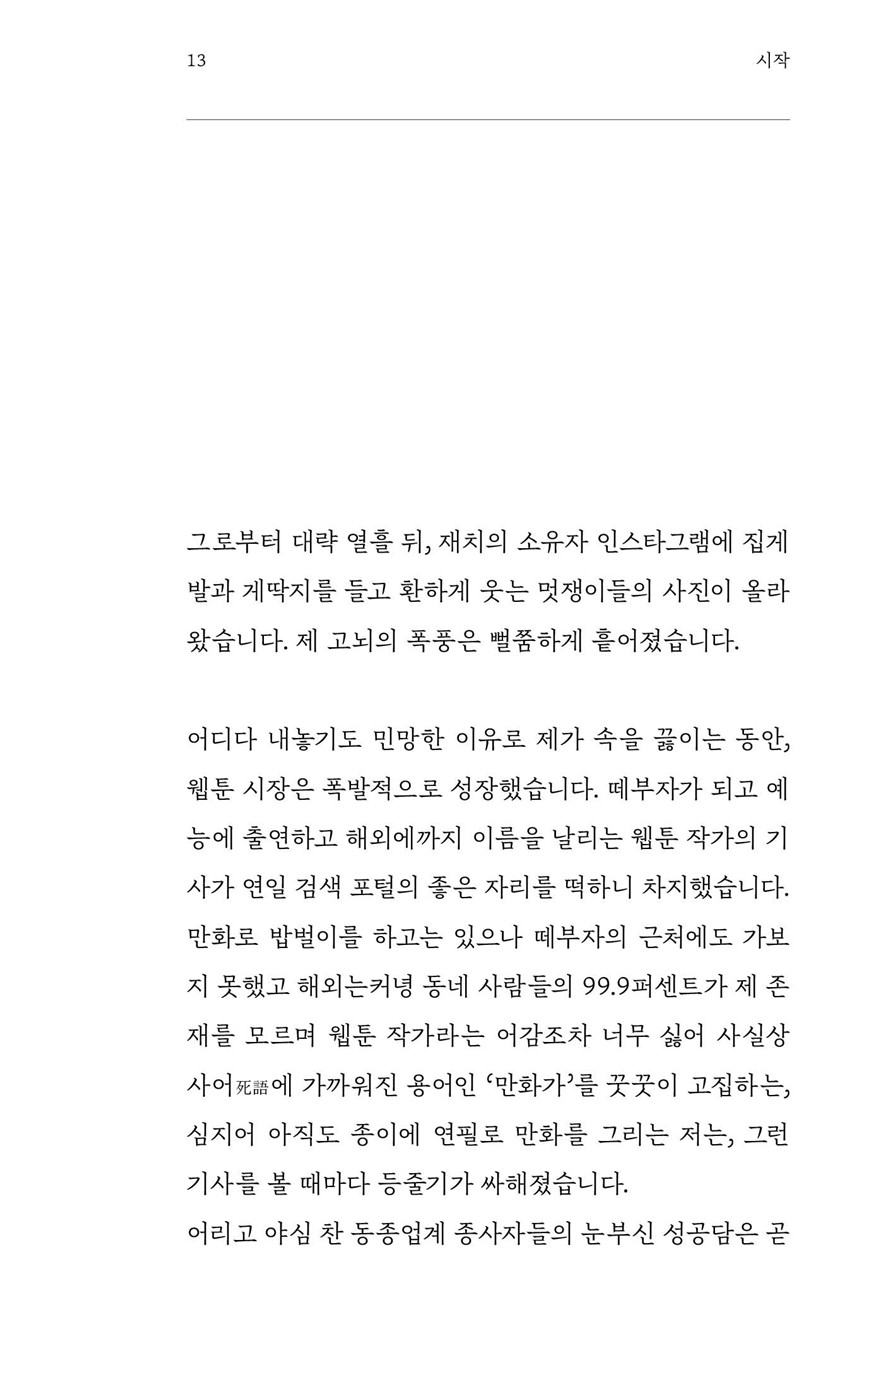 13
시작
그로부터 대략 열흘 뒤, 재치의 소유자 인스타그램에 집게
발과 게딱지를 들고 환하게 웃는 멋쟁이들의 사진이 올라
왔습니다. 제 고뇌의 폭풍은 뻘쭘하게 흩어졌습니다.
어디다 내놓기도 민망한 이유로 제가 속을 끓이는 동안,
웹툰 시장은 폭발적으로 성장했습니다. 떼부자가 되고 예
능에 출연하고 해외에까지 이름을 날리는 웹툰 작가의 기
사가 연일 검색 포털의 좋은 자리를 떡하니 차지했습니다.
만화로 밥벌이를 하고는 있으나 떼부자의 근처에도 가보
지 못했고 해외는커녕 동네 사람들의 99.9퍼센트가 제 존
재를 모르며 웹툰 작가라는 어감조차 너무 싫어 사실상
사어死語에 가까워진 용어인 ‘만화가’를 꿋꿋이 고집하는,
심지어 아직도 종이에 연필로 만화를 그리는 저는, 그런
기사를 볼 때마다 등줄기가 싸해졌습니다.
어리고 야심 찬 동종업계 종사자들의 눈부신 성공담은 곧